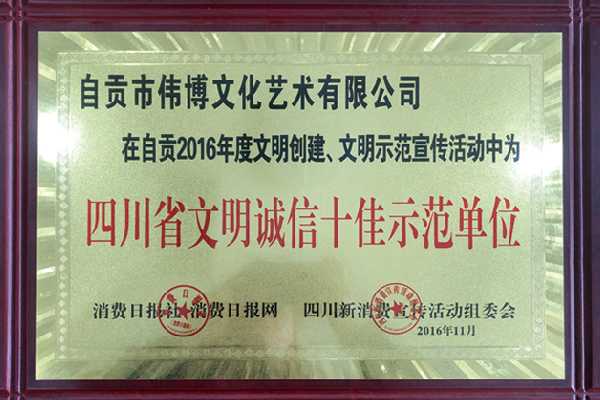 自贡市伟博文化艺术有限公司
在自贡2016年度文明创建、文明示范宣传活动中为
四川省文明诚信十佳示范单位
消费日报社 消费日报网 四川新消费宣传活动组委会
2016年11月